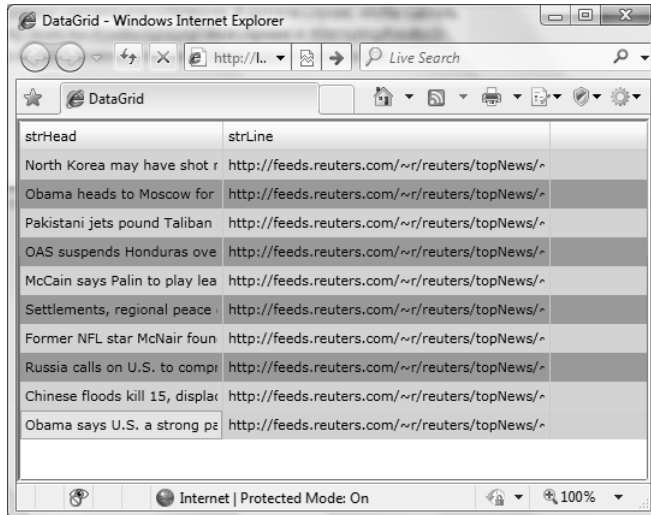 DataGrid - Windows Internet Explorer
http://l..
Live Search
DataGrid
strHead strLine
North Korea may have shot http://feeds.reuters.com/~r/reuters/topNews/
Obama heads to Moscow for http://feeds.reuters.com/~r/reuters/topNews/
Pakistani jets pound Taliban http://feeds.reuters.com/~r/reuters/topNews/
OAS suspends Honduras ove http://feeds.reuters.com/~r/reuters/topNews/
McCain says Palin to play lea http://feeds.reuters.com/~r/reuters/topNews/
Settlements, regional peace http://feeds.reuters.com/~r/reuters/topNews/
Former NFL star McNair foun http://feeds.reuters.com/~r/reuters/topNews/
Russia calls on U.S. to compr http://feeds.reuters.com/~r/reuters/topNews/
Chinese floods kill 15, displac http://feeds.reuters.com/~r/reuters/topNews/
Obama says U.S. a strong pa http://feeds.reuters.com/~r/reuters/topNews/
Internet | Protected Mode: On 100%